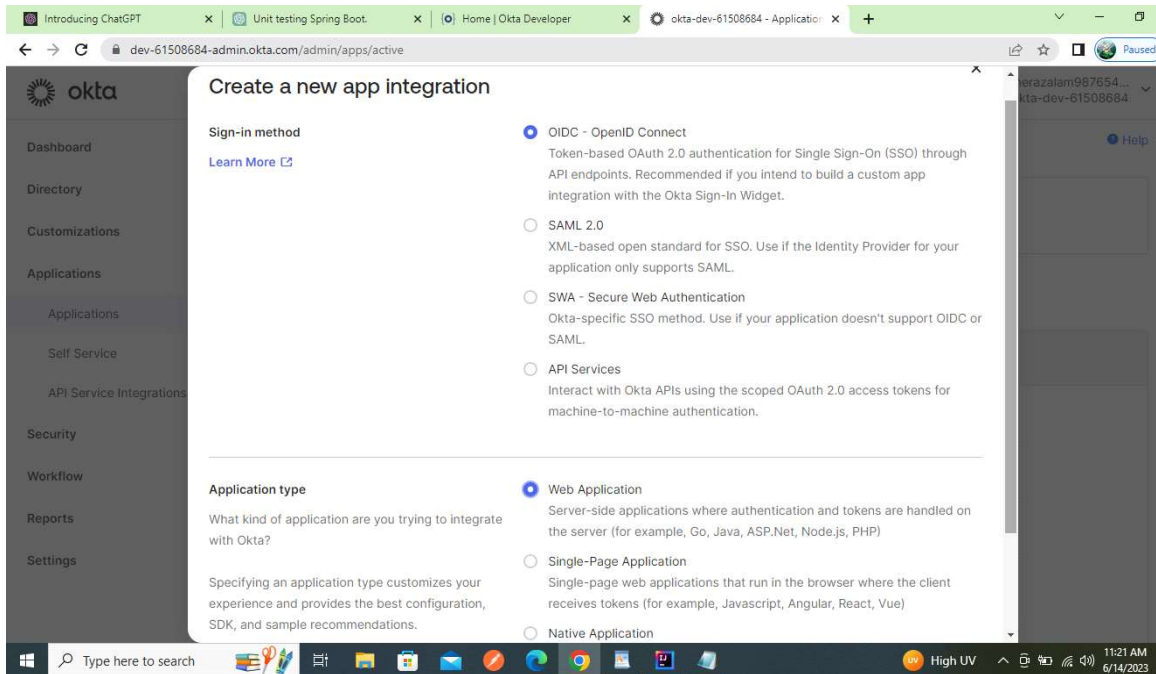 Introducing ChatGPT
Unit testing Spring Boot.
Home | Okta Developer
okta-dev-61508684 - Application
dev-61508684-admin.okta.com/admin/apps/active
Paused
okta
erazalam987654...
kta-dev-61508684
Help
Dashboard
Directory
Customizations
Applications
Applications
Self Service
API Service Integrations
Security
Workflow
Reports
Settings
Create a new app integration
Sign-in method
Learn More
OIDC - OpenID Connect
Token-based OAuth 2.0 authentication for Single Sign-On (SSO) through
API endpoints. Recommended if you intend to build a custom app
integration with the Okta Sign-In Widget.
SAML 2.0
XML-based open standard for SSO. Use if the Identity Provider for your
application only supports SAML.
SWA - Secure Web Authentication
Okta-specific SSO method. Use if your application doesn't support OIDC or
SAML.
API Services
Interact with Okta APIs using the scoped OAuth 2.0 access tokens for
machine-to-machine authentication.
Application type
What kind of application are you trying to integrate
with Okta?
Specifying an application type customizes your
experience and provides the best configuration,
SDK, and sample recommendations.
Web Application
Server-side applications where authentication and tokens are handled on
the server (for example, Go, Java, ASP.Net, Node.js, PHP)
Single-Page Application
Single-page web applications that run in the browser where the client
receives tokens (for example, Javascript, Angular, React, Vue)
Native Application
Type here to search
High UV
11:21 AM
6/14/2023